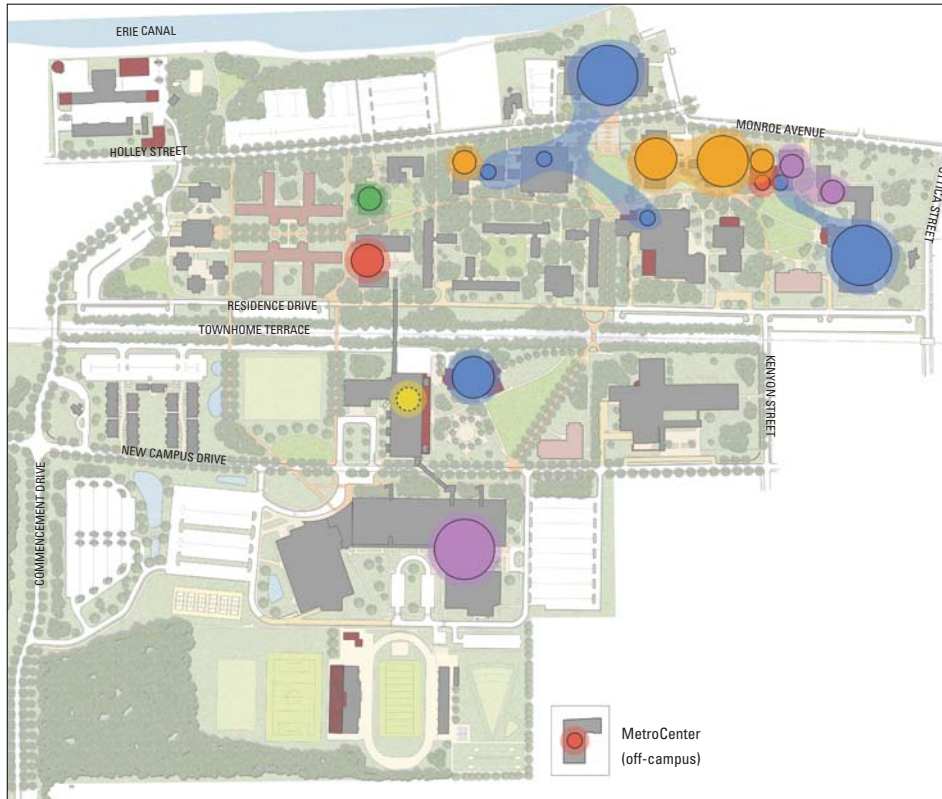 ERIE CANAL
MONROE AVENUE
HOLLEY STREET
UTICA STREET
RESIDENCE DRIVE
TOWNHOME TERRACE
KENYON STREET
NEW CAMPUS DRIVE
COMMENCEMENT DRIVE
MetroCenter
(off-campus)